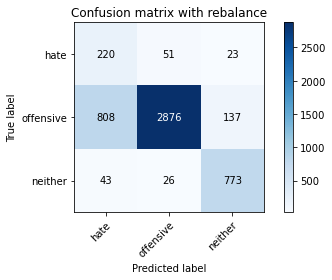 Confusion matrix with rebalance
True label
hate
offensive
neither
220 51 23
808 2876 137
43 26 773
hate offensive neither
Predicted label
2500
2000
1500
1000
500